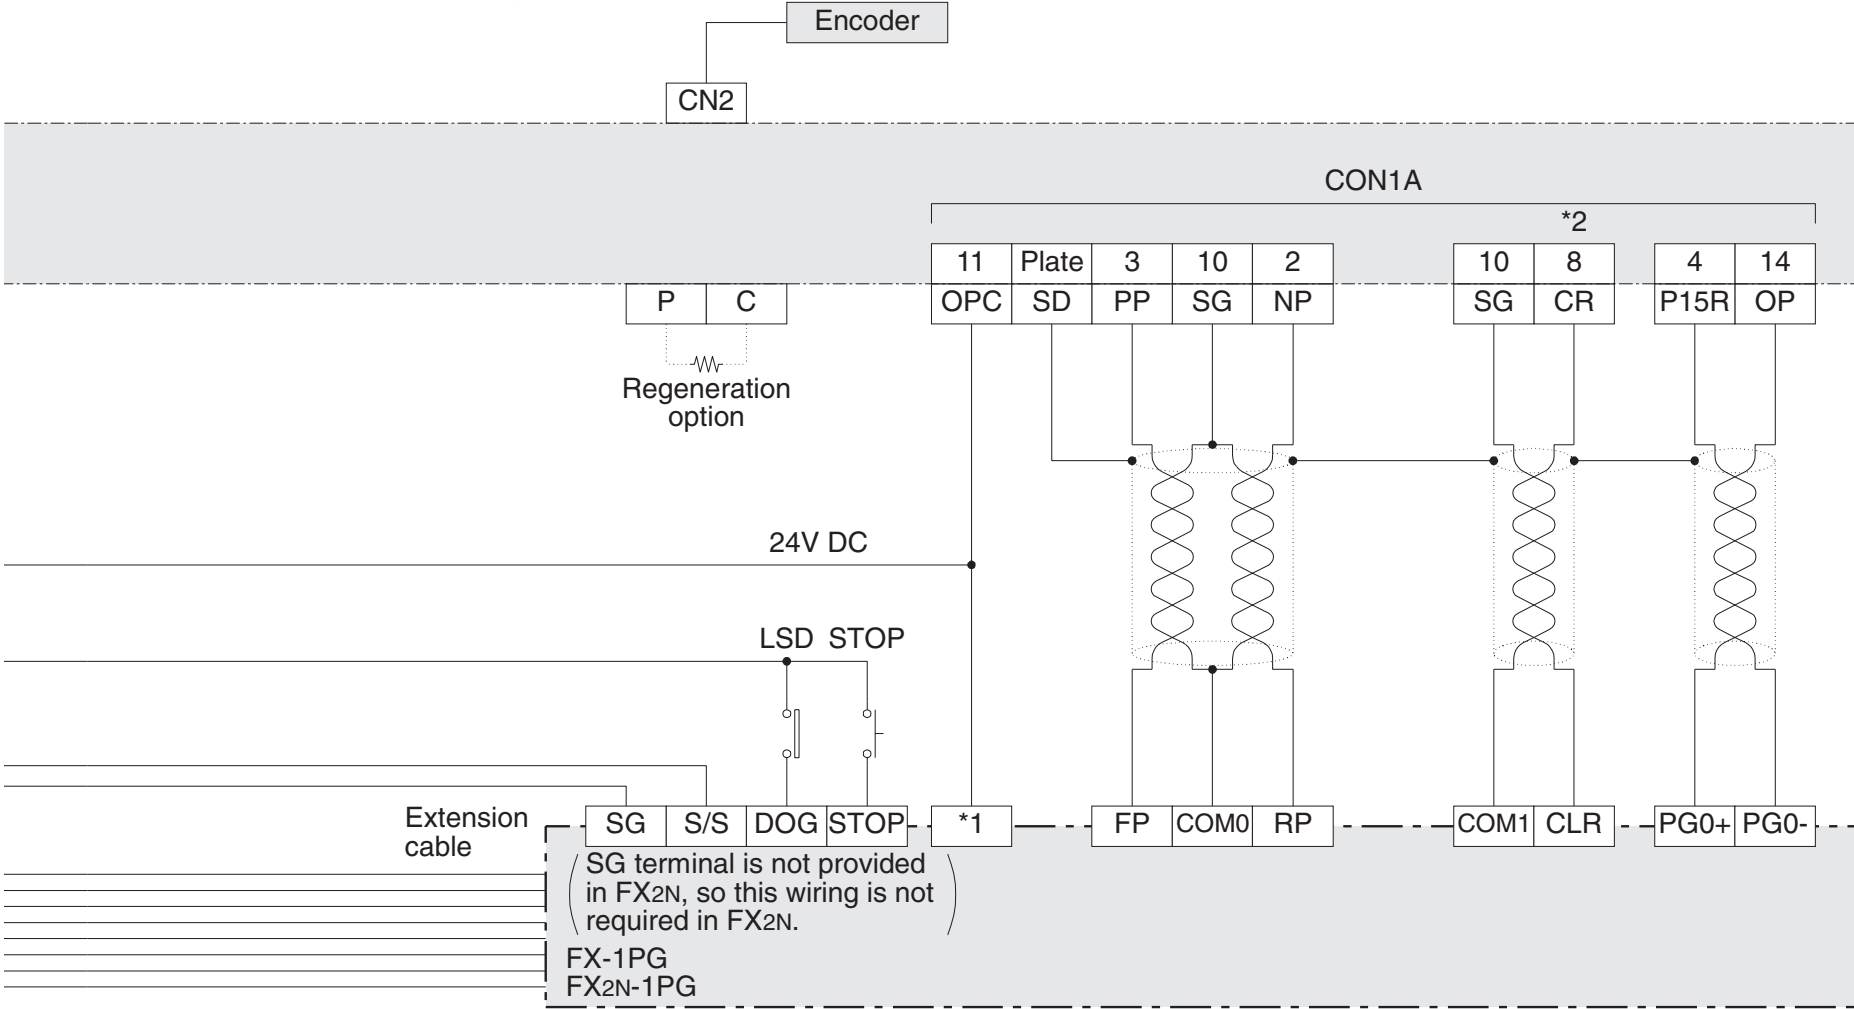 Encoder
CN2
CON1A
*2
11 Plate 3 10 2 10 8 4 14
P C OPC SD PP SG NP SG CR P15R OP
Regeneration
option
24V DC
LSD STOP
Extension
cable
SG S/S DOG STOP *1 FP COM0 RP COM1 CLR PG0+ PG0-
(SG terminal is not provided
in FX2N, so this wiring is not
required in FX2N.)
FX-1PG
FX2N-1PG